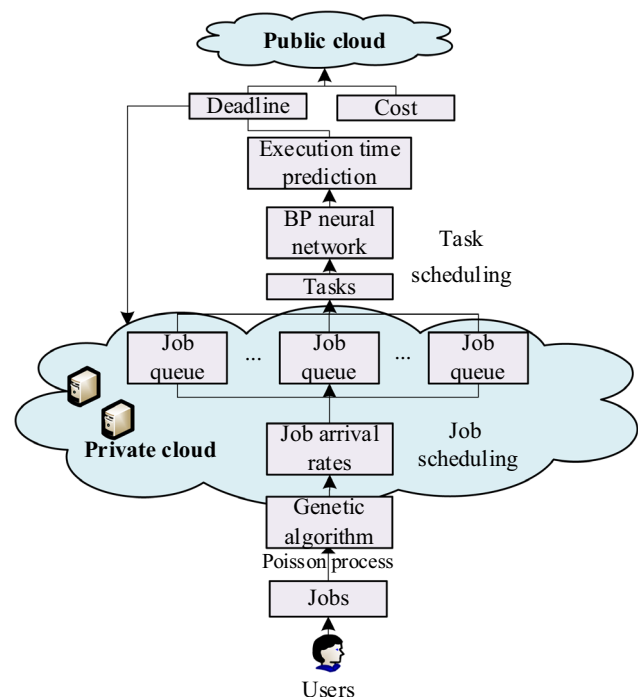 Public cloud
Deadline
Cost
Execution time
prediction
BP neural
network
Task
scheduling
Tasks
Job
queue
...
Job
queue
...
Job
queue
Private cloud
Job arrival
rates
Job
scheduling
Genetic
algorithm
Poisson process
Jobs
Users